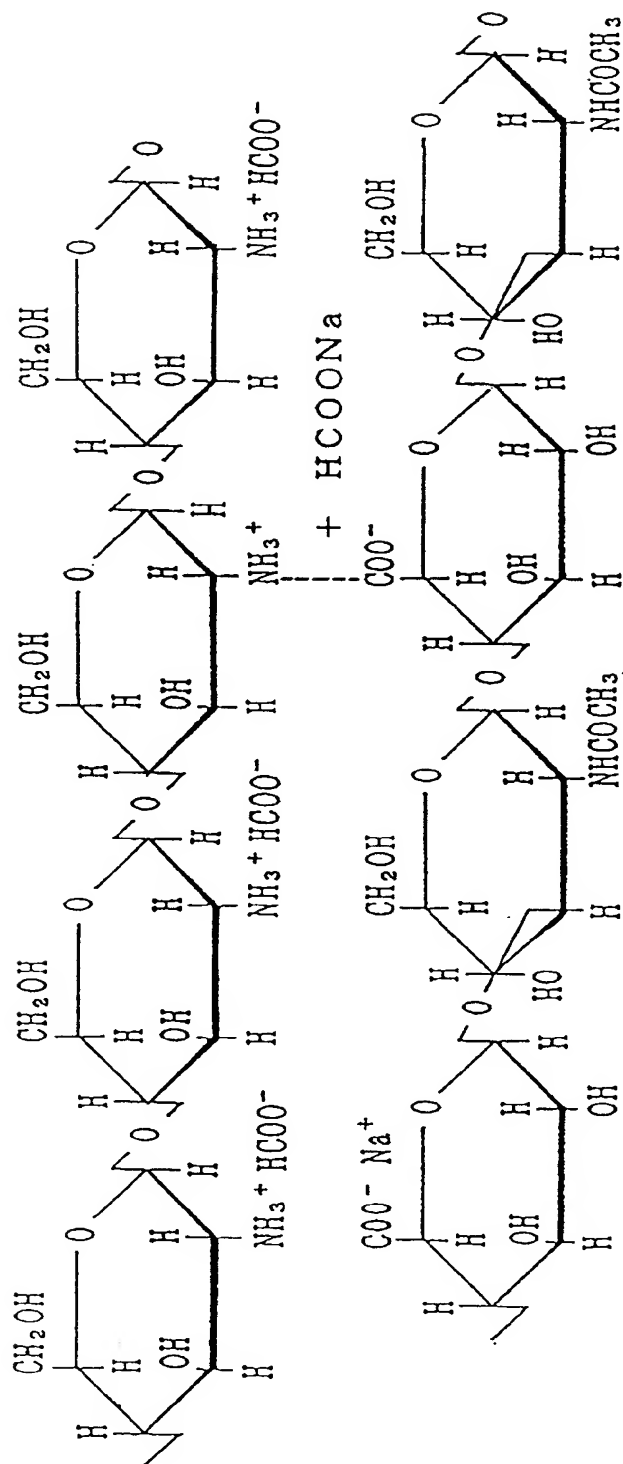 CH₂OH CH₂OH CH₂OH CH₂OH
O O O O
H H H H
H H H H
O O O O
OH H OH H OH H OH H
H H H H
H NH₃⁺HCOO⁻ H NH₃⁺HCOO⁻ H NH₃⁺ H NH₃⁺HCOO⁻
+ HCOONa
COO⁻ Na⁺ CH₂OH COO⁻ CH₂OH
O O O O
H H H H
H H H H
O O O O
OH H H OH H H
H HO H H HO H
H OH H NHCOCH₃ H OH H NHCOCH₃